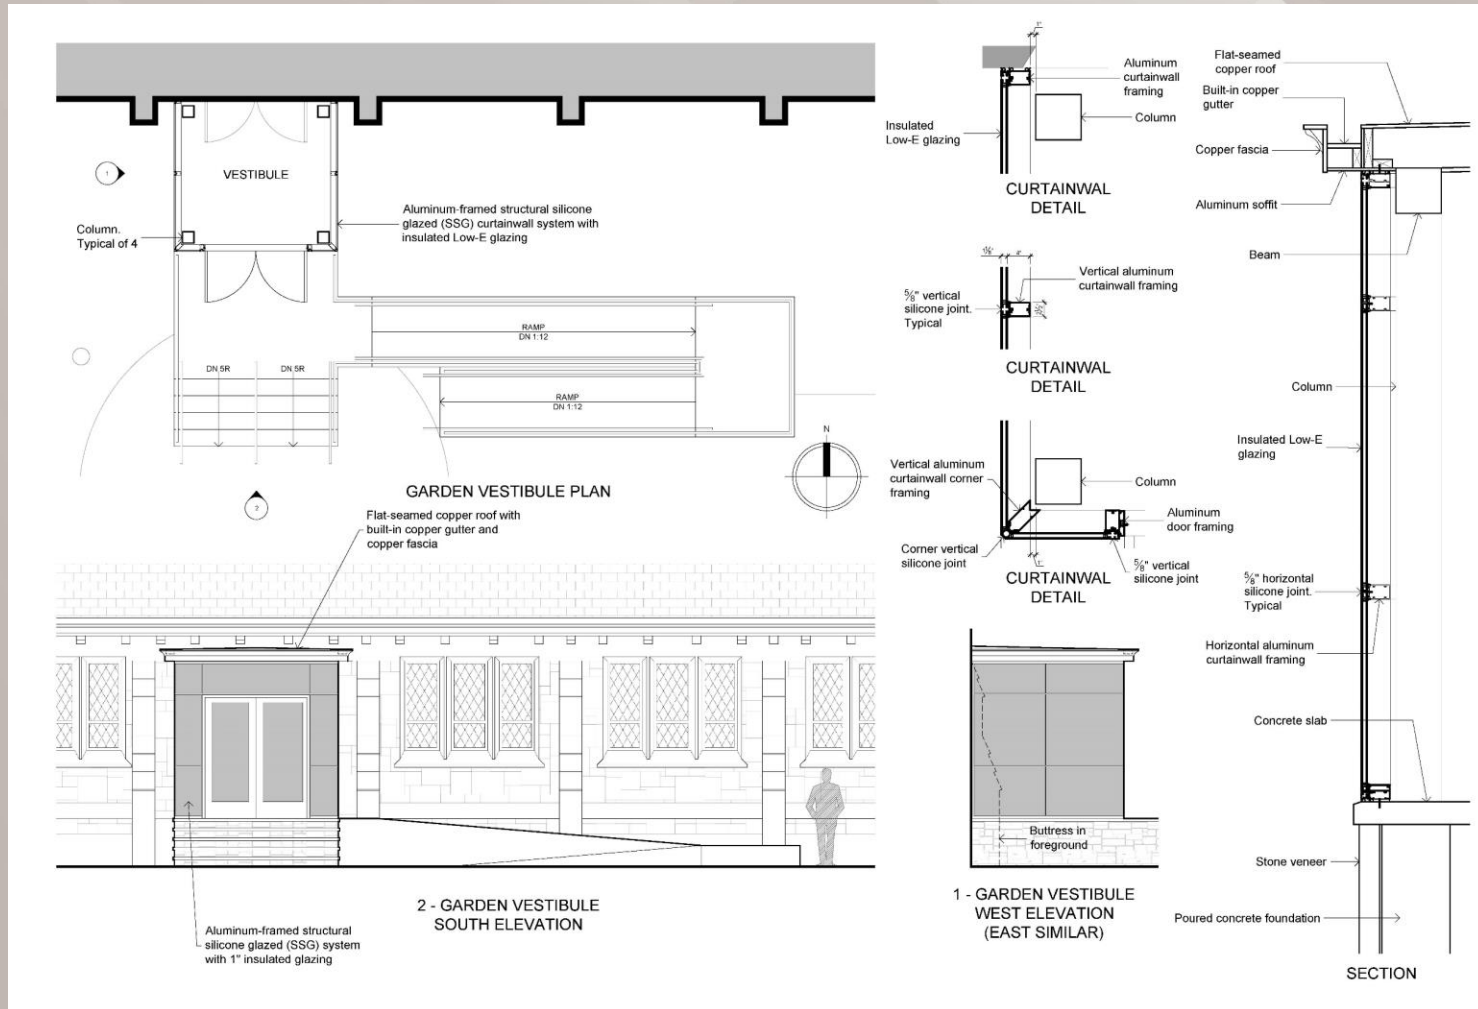 1
VESTIBULE
Column.
Typical of 4
Aluminum-framed structural silicone
glazed (SSG) curtainwall system with
insulated Low-E glazing
RAMP
DN 1:12
RAMP
DN 1:12
DN 5R
DN 5R
N
2
GARDEN VESTIBULE PLAN
Flat-seamed copper roof with
built-in copper gutter and
copper fascia
Aluminum-framed structural
silicone glazed (SSG) system
with 1" insulated glazing
2 - GARDEN VESTIBULE
SOUTH ELEVATION
1"
Aluminum
curtainwall
framing
Column
Insulated
Low-E glazing
CURTAINWAL
DETAIL
4"
Vertical aluminum
curtainwall framing
5/8" vertical
silicone joint.
Typical
CURTAINWAL
DETAIL
Vertical aluminum
curtainwall corner
framing
Column
Aluminum
door framing
Corner vertical
silicone joint
1"
5/8" vertical
silicone joint
CURTAINWAL
DETAIL
Buttress in
foreground
1 - GARDEN VESTIBULE
WEST ELEVATION
(EAST SIMILAR)
Flat-seamed
copper roof
Built-in copper
gutter
Copper fascia
Aluminum soffit
Beam
Column
Insulated Low-E
glazing
5/8" horizontal
silicone joint.
Typical
Horizontal aluminum
curtainwall framing
Concrete slab
Stone veneer
Poured concrete foundation
SECTION